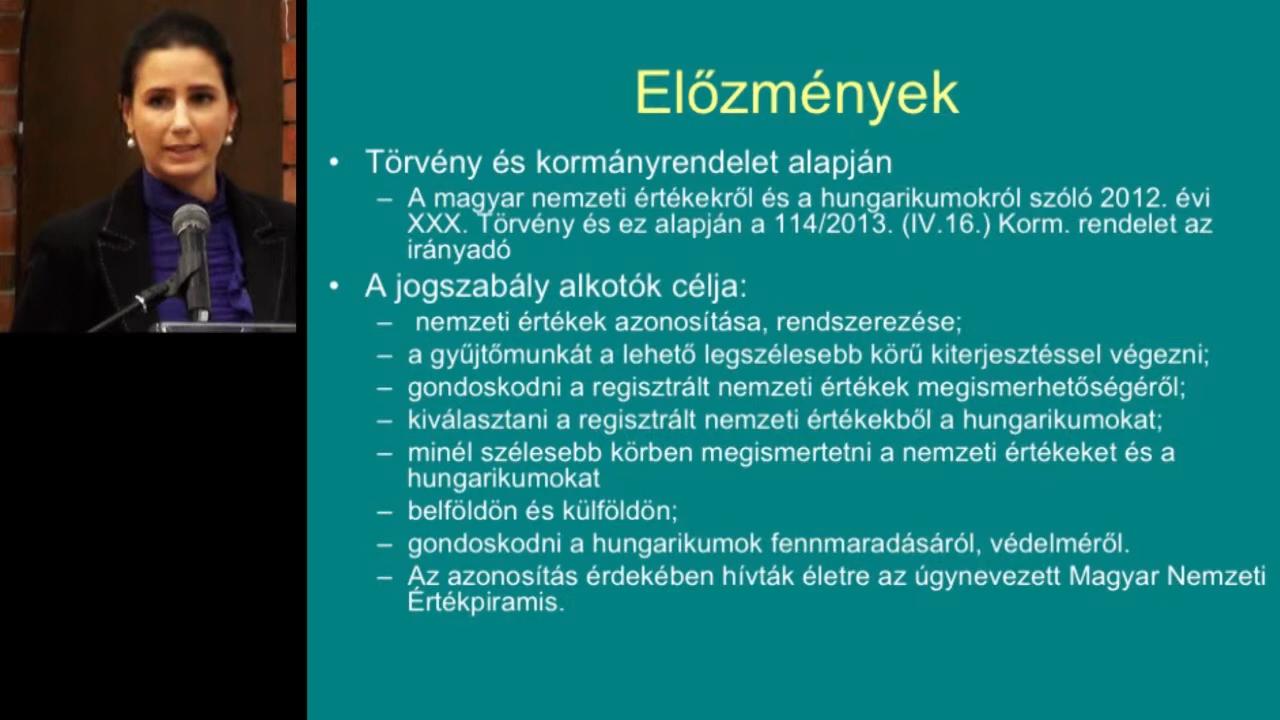 Előzmények
• Törvény és kormányrendelet alapján
– A magyar nemzeti értékekről és a hungarikumokról szóló 2012. évi
XXX. Törvény és ez alapján a 114/2013. (IV.16.) Korm. rendelet az
irányadó
• A jogszabály alkotók célja:
– nemzeti értékek azonosítása, rendszerezése;
– a gyűjtőmunkát a lehető legszélesebb körű kiterjesztéssel végezni;
– gondoskodni a regisztrált nemzeti értékek megismerhetőségéről;
– kiválasztani a regisztrált nemzeti értékekből a hungarikumokat;
– minél szélesebb körben megismertetni a nemzeti értékeket és a
hungarikumokat
– belföldön és külföldön;
– gondoskodni a hungarikumok fennmaradásáról, védelméről.
– Az azonosítás érdekében hívták életre az úgynevezett Magyar Nemzeti
Értékpiramis.